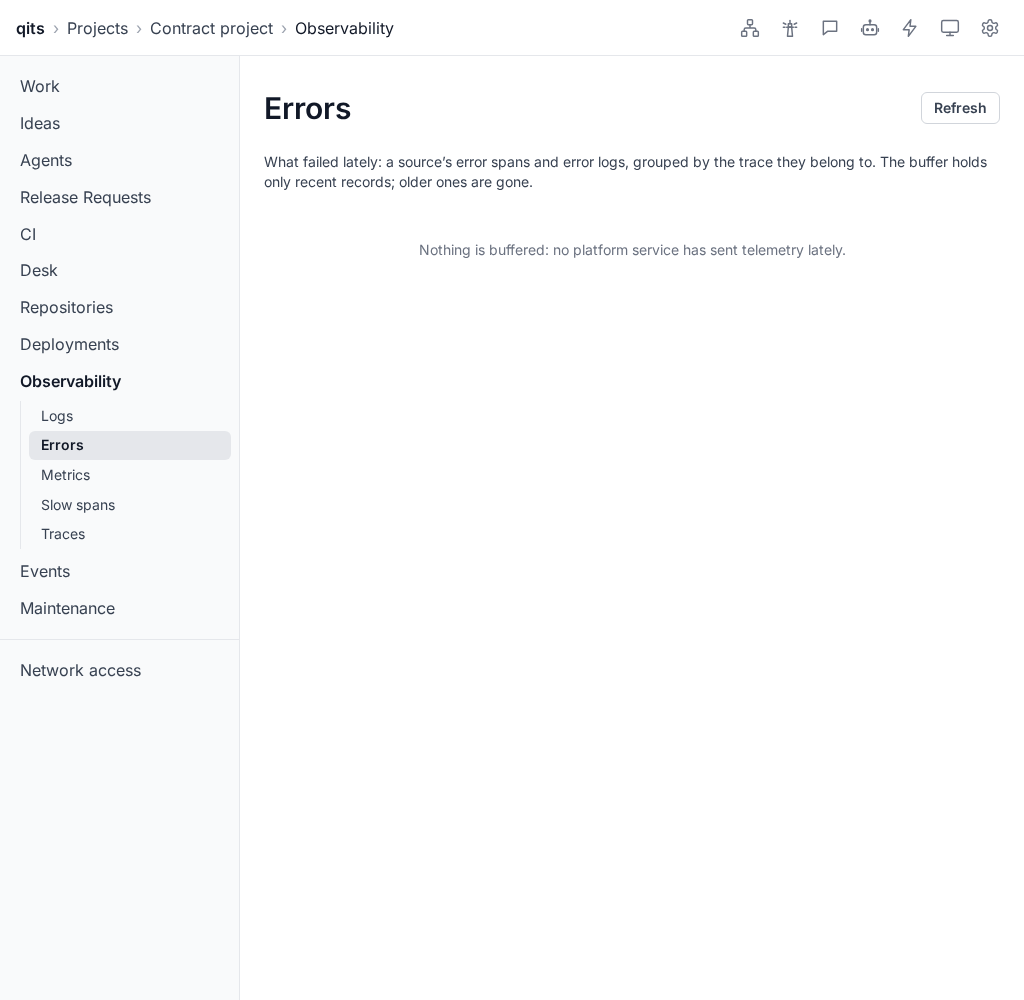 qits › Projects › Contract project › Observability
Work
Ideas
Agents
Release Requests
CI
Desk
Repositories
Deployments
Observability
Logs
Errors
Metrics
Slow spans
Traces
Events
Maintenance
Network access
Errors
Refresh
What failed lately: a source’s error spans and error logs, grouped by the trace they belong to. The buffer holds
only recent records; older ones are gone.
Nothing is buffered: no platform service has sent telemetry lately.